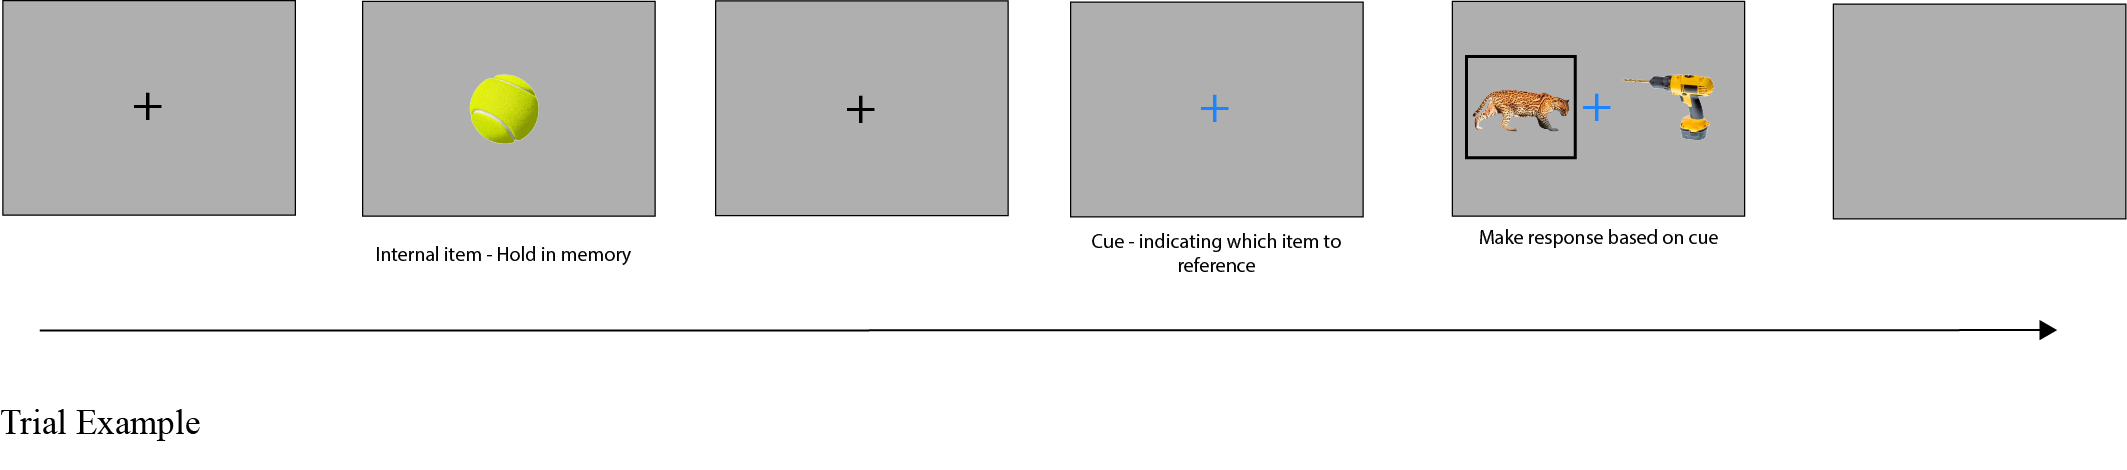 Internal item - Hold in memory
Cue - indicating which item to
reference
Make response based on cue
Trial Example